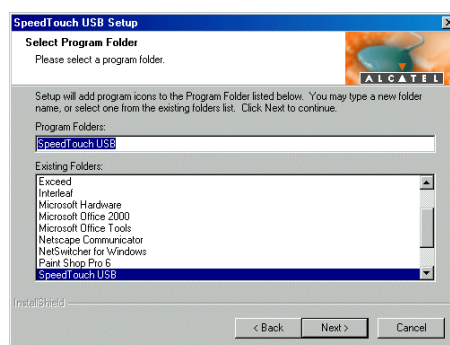 SpeedTouch USB Setup
Select Program Folder
Please select a program folder.
ALCATEL
Setup will add program icons to the Program Folder listed below. You may type a new folder
name, or select one from the existing folders list. Click Next to continue.
Program Folders:
SpeedTouch USB
Existing Folders:
Exceed
Interleaf
Microsoft Hardware
Microsoft Office 2000
Microsoft Office Tools
Netscape Communicator
NetSwitcher for Windows
Paint Shop Pro 6
SpeedTouch USB
InstallShield
< Back
Next >
Cancel